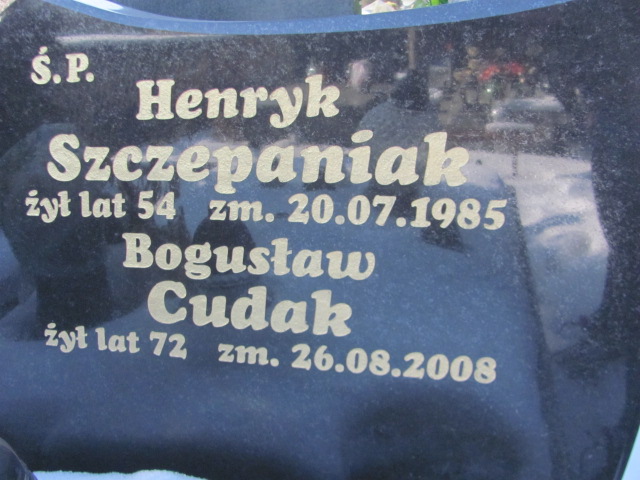 Ś.P.
Henryk
Szczepaniak
żył lat 54 zm. 20.07.1985
Bogusław
Cudak
żył lat 72 zm. 26.08.2008